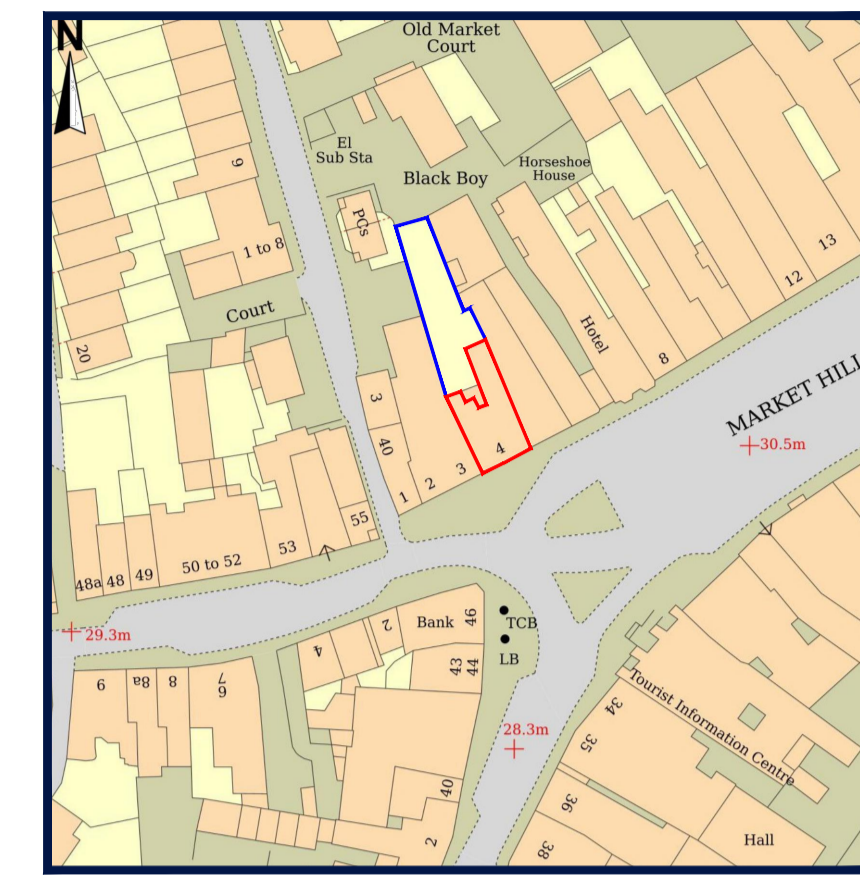 N
Old Market
Court
El
Sub Sta
Black Boy
Horseshoe
House
9
PCs
1 to 8
Court
20
Hotel
13
12
8
MARKET HILL
30.5m
3
40
1
2
3
4
55
53
50 to 52
49
48
48a
29.3m
Bank
46
2
4
TCB
LB
43
44
9
8a
8
6
7
28.3m
Tourist Information Centre
34
35
36
38
40
2
Hall